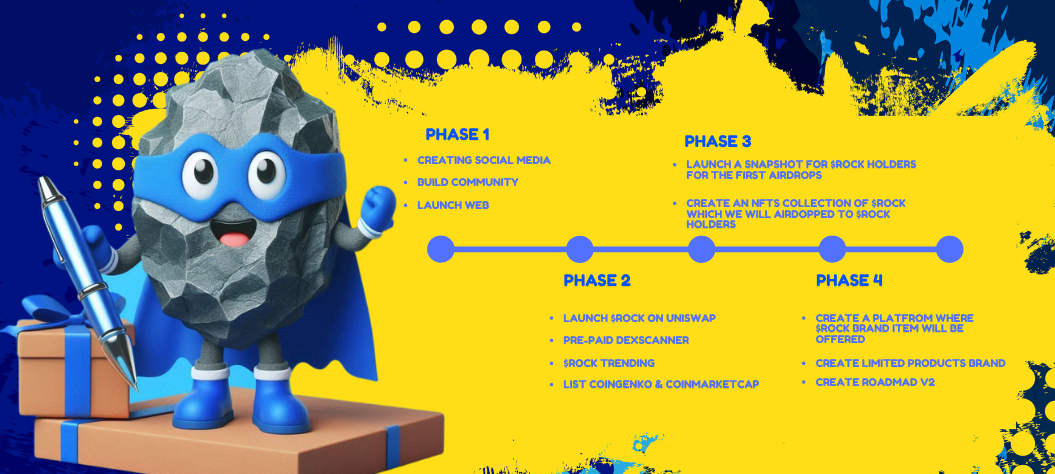 PHASE 1
CREATING SOCIAL MEDIA
BUILD COMMUNITY
LAUNCH WEB
PHASE 3
LAUNCH A SNAPSHOT FOR $ROCK HOLDERS
FOR THE FIRST AIRDROPS
CREATE AN NFTS COLLECTION OF $ROCK
WHICH WE WILL AIRDOPPED TO $ROCK
HOLDERS
PHASE 2
LAUNCH $ROCK ON UNISWAP
PRE-PAID DEXSCANNER
$ROCK TRENDING
LIST COINGENKO & COINMARKETCAP
PHASE 4
CREATE A PLATFROM WHERE
$ROCK BRAND ITEM WILL BE
OFFERED
CREATE LIMITED PRODUCTS BRAND
CREATE ROADMAD V2